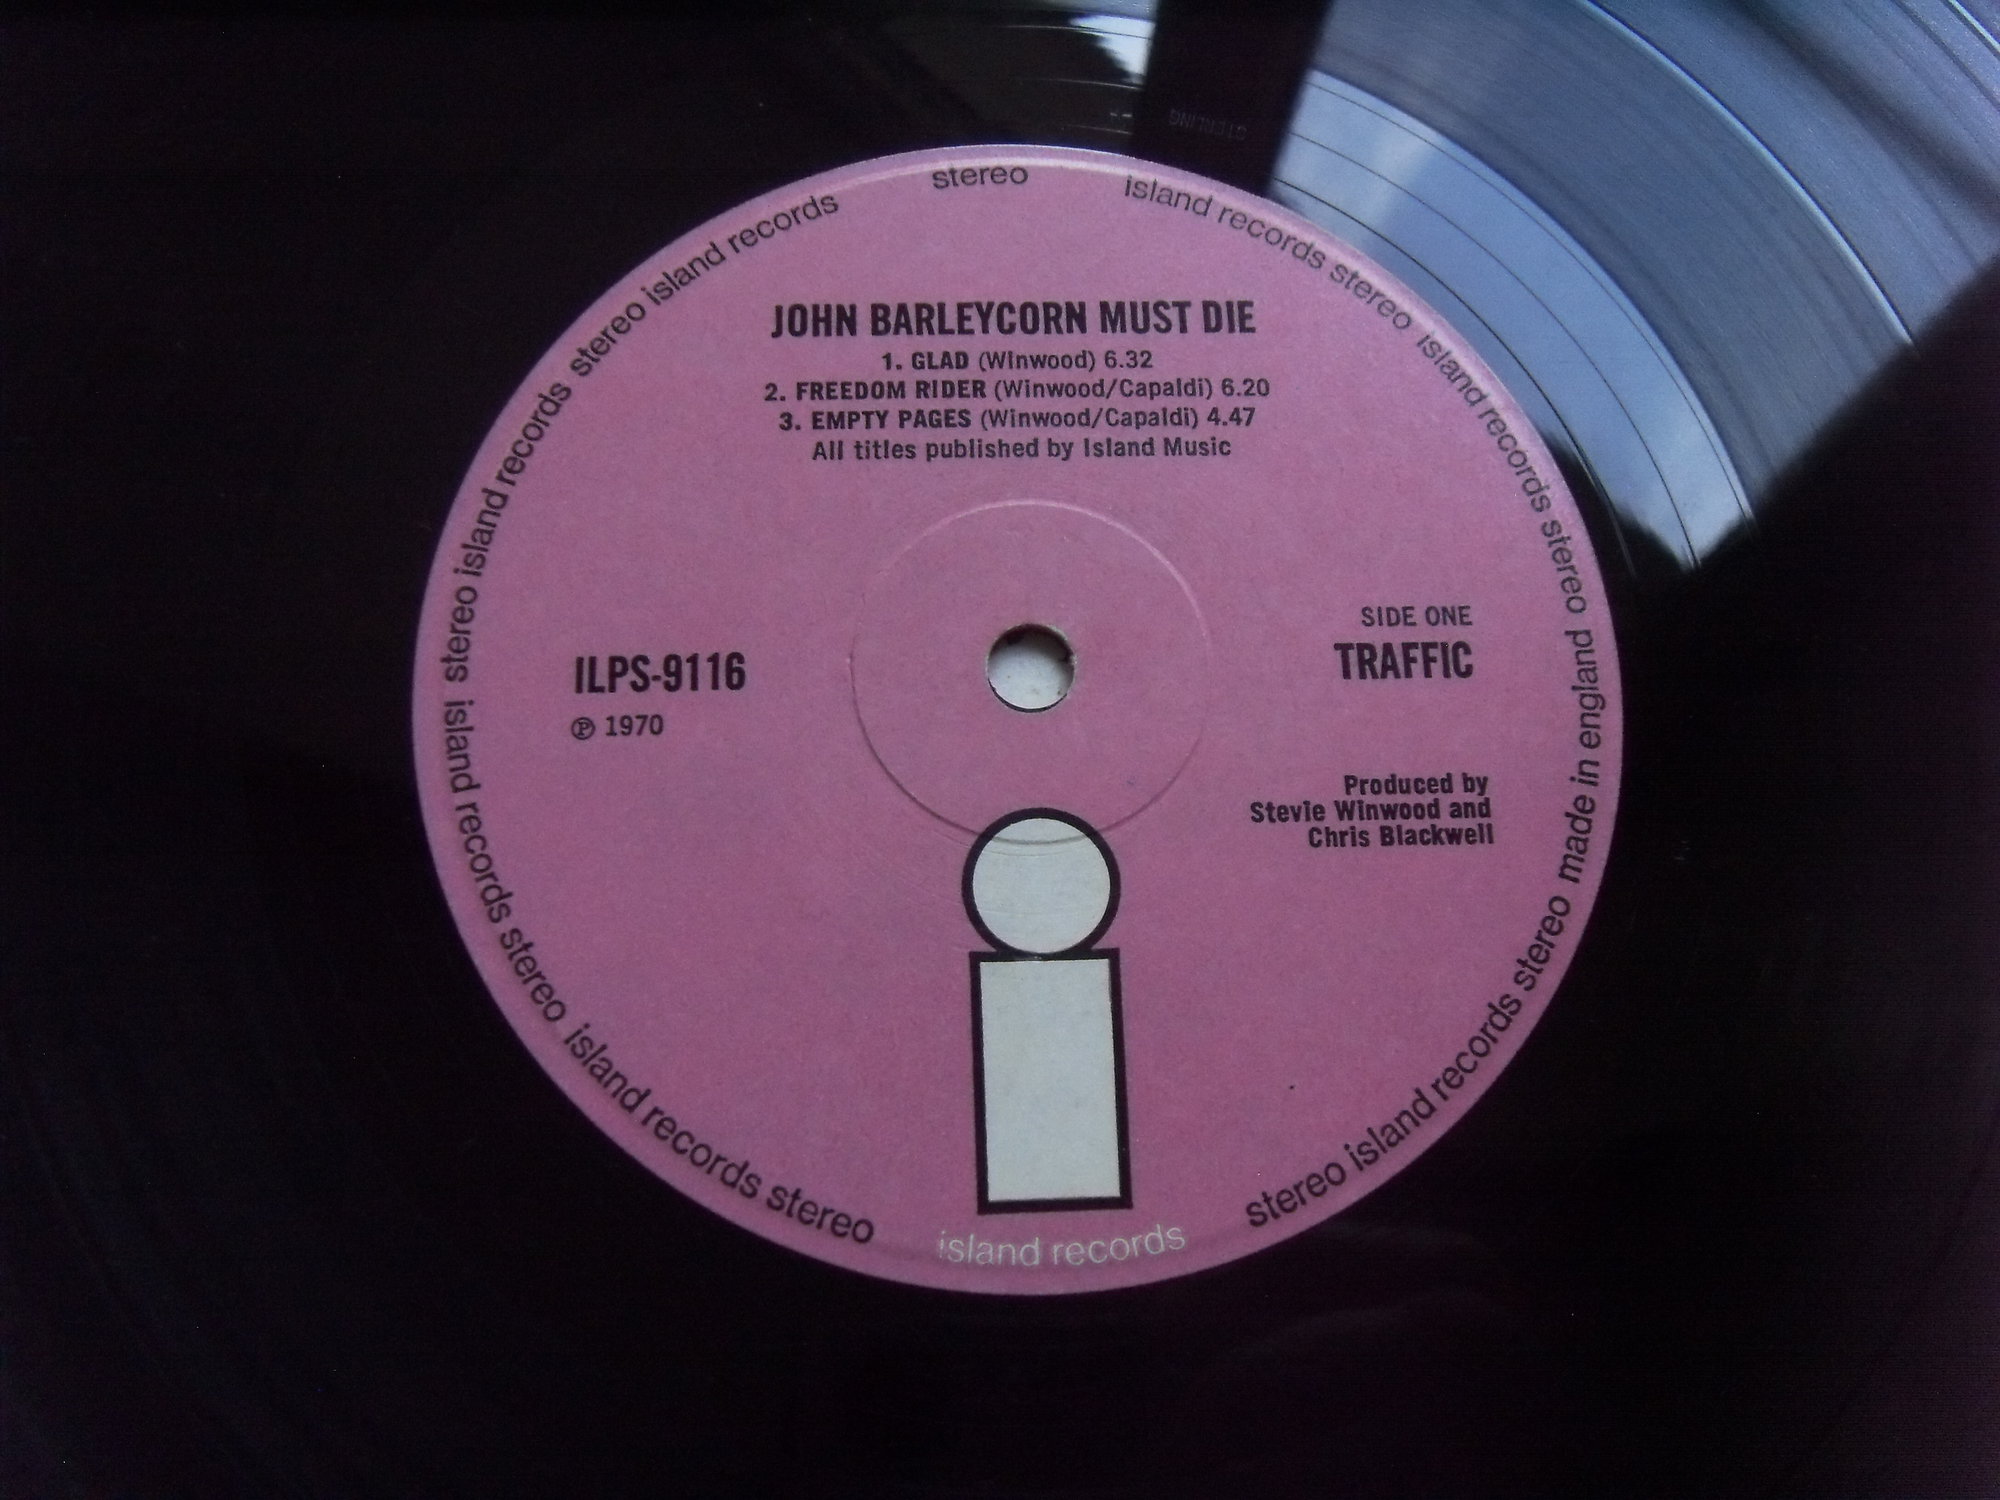 stereo island records stereo island records stereo made in england
stereo island records stereo
island records stereo island records stereo
stereo island records stereo island records
island records
STERLING
JOHN BARLEYCORN MUST DIE
1. GLAD (Winwood) 6.32
2. FREEDOM RIDER (Winwood/Capaldi) 6.20
3. EMPTY PAGES (Winwood/Capaldi) 4.47
All titles published by Island Music
SIDE ONE
TRAFFIC
ILPS-9116
℗ 1970
Produced by
Stevie Winwood and
Chris Blackwell
island records